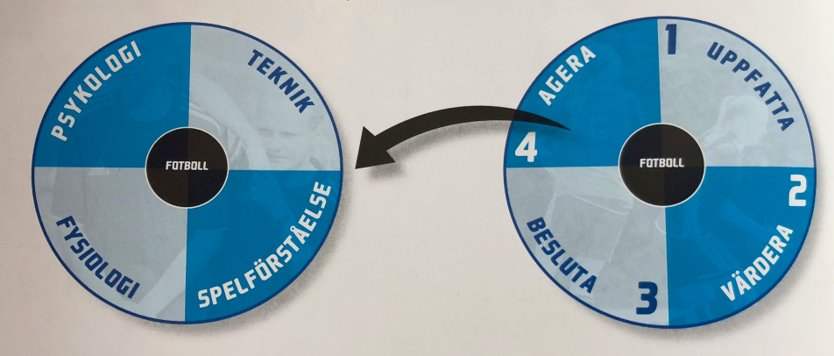 PSYKOLOGI
TEKNIK
FOTBOLL
FYSIOLOGI
SPELFÖRSTÅELSE
1 UPPFATTA
2 VÄRDERA
3 BESLUTA
4 AGERA
FOTBOLL